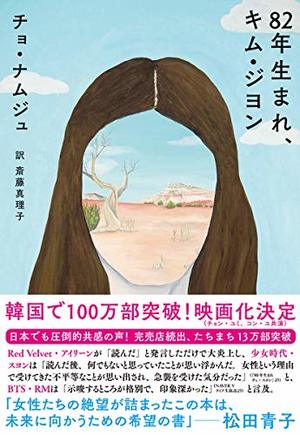 82年生まれ、
キム・ジヨン
チョ・ナムジュ
訳 斎藤真理子
韓国で100万部突破!映画化決定
(チョン・ユミ、コン・ユ共演)
日本でも圧倒的共感の声! 完売店続出、たちまち13万部突破
Red Velvet・アイリーンが「読んだ」と発言しただけで大炎上し、少女時代・
スヨンは「読んだ後、何でもないと思っていたことが思い浮かんだ。女性という理由
で受けてきた不平等なことが思い出され、急襲を受けた気分だった」
と、
BTS・RMは「示唆するところが格別で、印象深かった」
と言及。
「女性たちの絶望が詰まったこの本は、
未来に向かうための希望の書」 松田青子